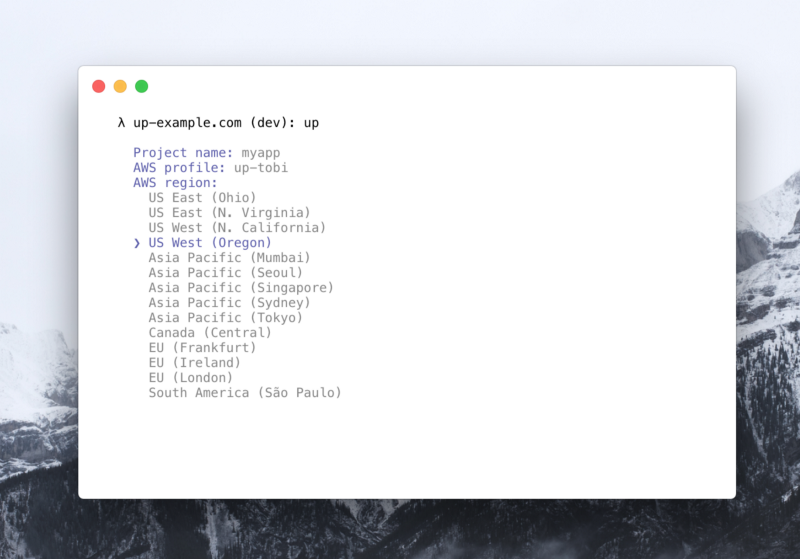 λ up-example.com (dev): up
Project name: myapp
AWS profile: up-tobi
AWS region:
US East (Ohio)
US East (N. Virginia)
US West (N. California)
❯ US West (Oregon)
Asia Pacific (Mumbai)
Asia Pacific (Seoul)
Asia Pacific (Singapore)
Asia Pacific (Sydney)
Asia Pacific (Tokyo)
Canada (Central)
EU (Frankfurt)
EU (Ireland)
EU (London)
South America (São Paulo)